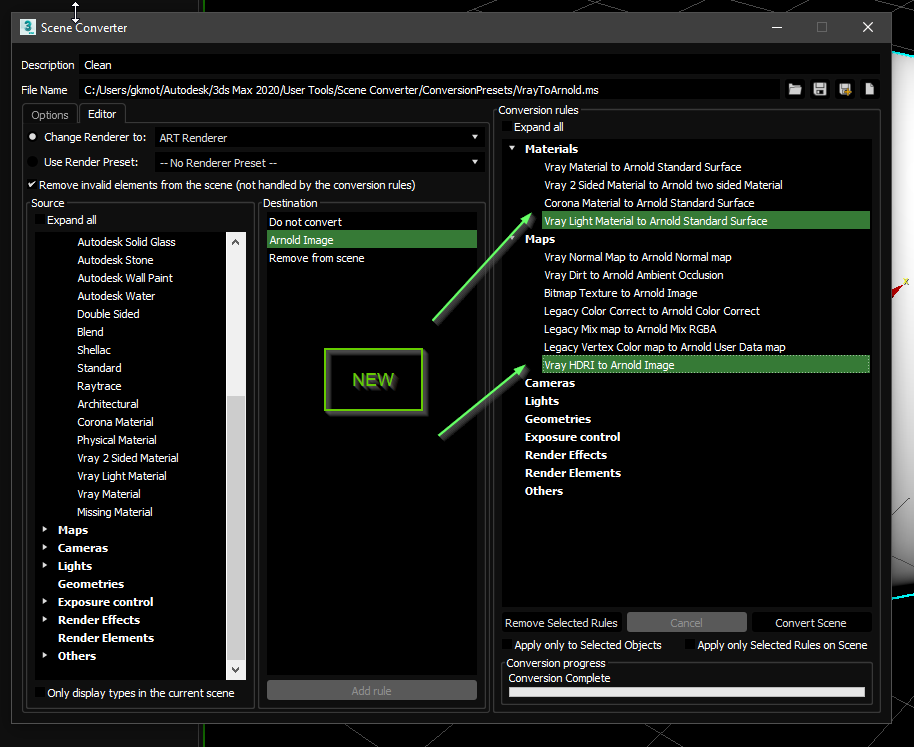 3
Scene Converter
Description Clean
File Name C:/Users/gkmot/Autodesk/3ds Max 2020/User Tools/Scene Converter/ConversionPresets/VrayToArnold.ms
Options Editor
Change Renderer to: ART Renderer
Use Render Preset: -- No Renderer Preset --
Remove invalid elements from the scene (not handled by the conversion rules)
Source
Expand all
Autodesk Solid Glass
Autodesk Stone
Autodesk Wall Paint
Autodesk Water
Double Sided
Blend
Shellac
Standard
Raytrace
Architectural
Corona Material
Physical Material
Vray 2 Sided Material
Vray Light Material
Vray Material
Missing Material
Maps
Cameras
Lights
Geometries
Exposure control
Render Effects
Render Elements
Others
Only display types in the current scene
Destination
Do not convert
Arnold Image
Remove from scene
NEW
Add rule
Conversion rules
Expand all
Materials
Vray Material to Arnold Standard Surface
Vray 2 Sided Material to Arnold two sided Material
Corona Material to Arnold Standard Surface
Vray Light Material to Arnold Standard Surface
Maps
Vray Normal Map to Arnold Normal map
Vray Dirt to Arnold Ambient Occlusion
Bitmap Texture to Arnold Image
Legacy Color Correct to Arnold Color Correct
Legacy Mix map to Arnold Mix RGBA
Legacy Vertex Color map to Arnold User Data map
Vray HDRI to Arnold Image
Cameras
Lights
Geometries
Exposure control
Render Effects
Render Elements
Others
Remove Selected Rules Cancel Convert Scene
Apply only to Selected Objects Apply only Selected Rules on Scene
Conversion progress
Conversion Complete
x